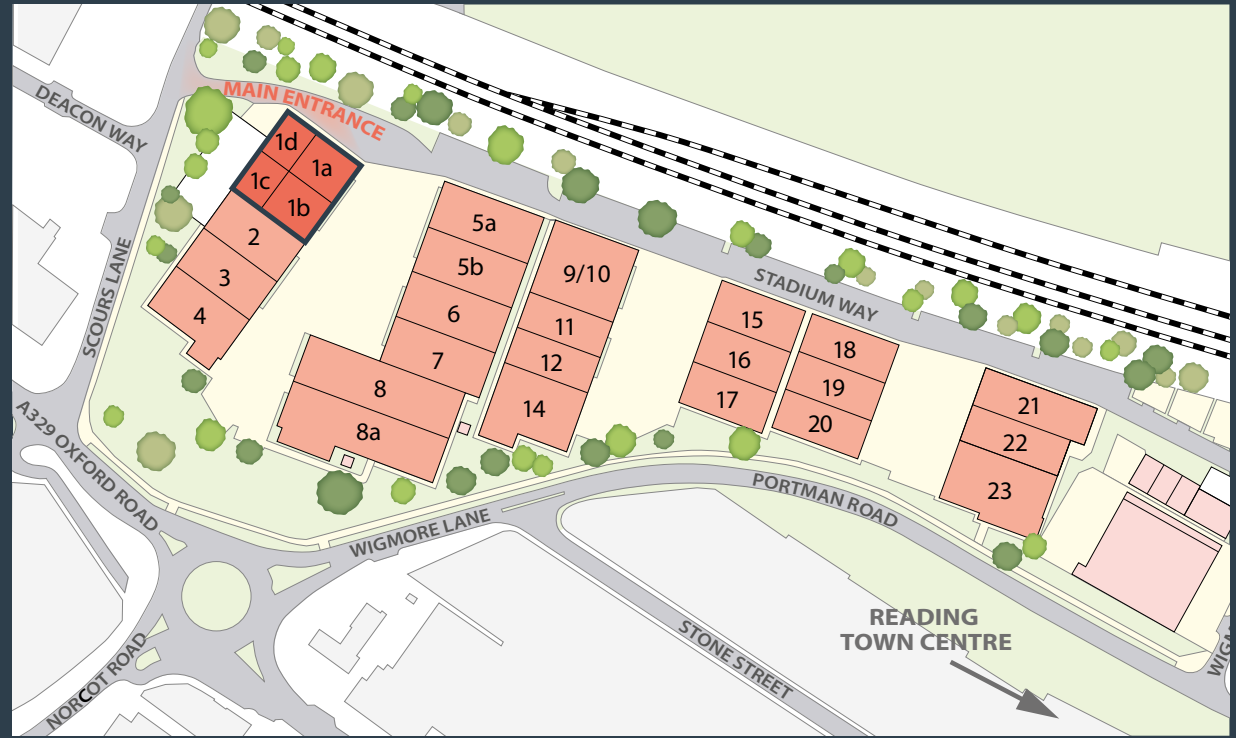 DEACON WAY
MAIN ENTRANCE
1d
1a
1c
1b
2
3
4
5a
5b
6
7
8
8a
9/10
11
12
14
15
16
17
18
19
20
21
22
23
STADIUM WAY
SCOURS LANE
A329 OXFORD ROAD
WIGMORE LANE
PORTMAN ROAD
NORCOT ROAD
STONE STREET
READING
TOWN CENTRE